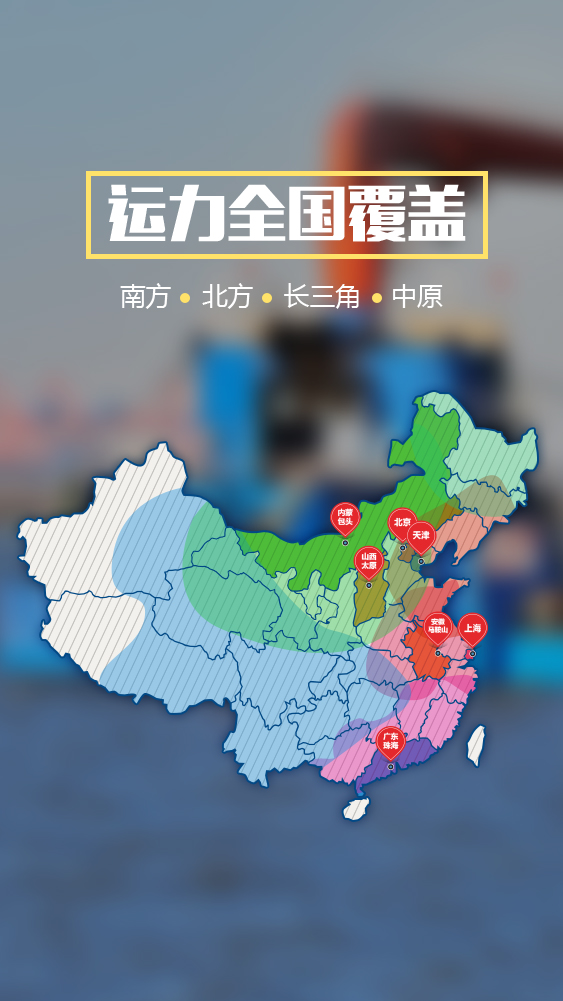 运力全国覆盖
南方 • 北方 • 长三角 • 中原
内蒙
包头
北京
天津
山西
太原
安徽
马鞍山
上海
广东
珠海